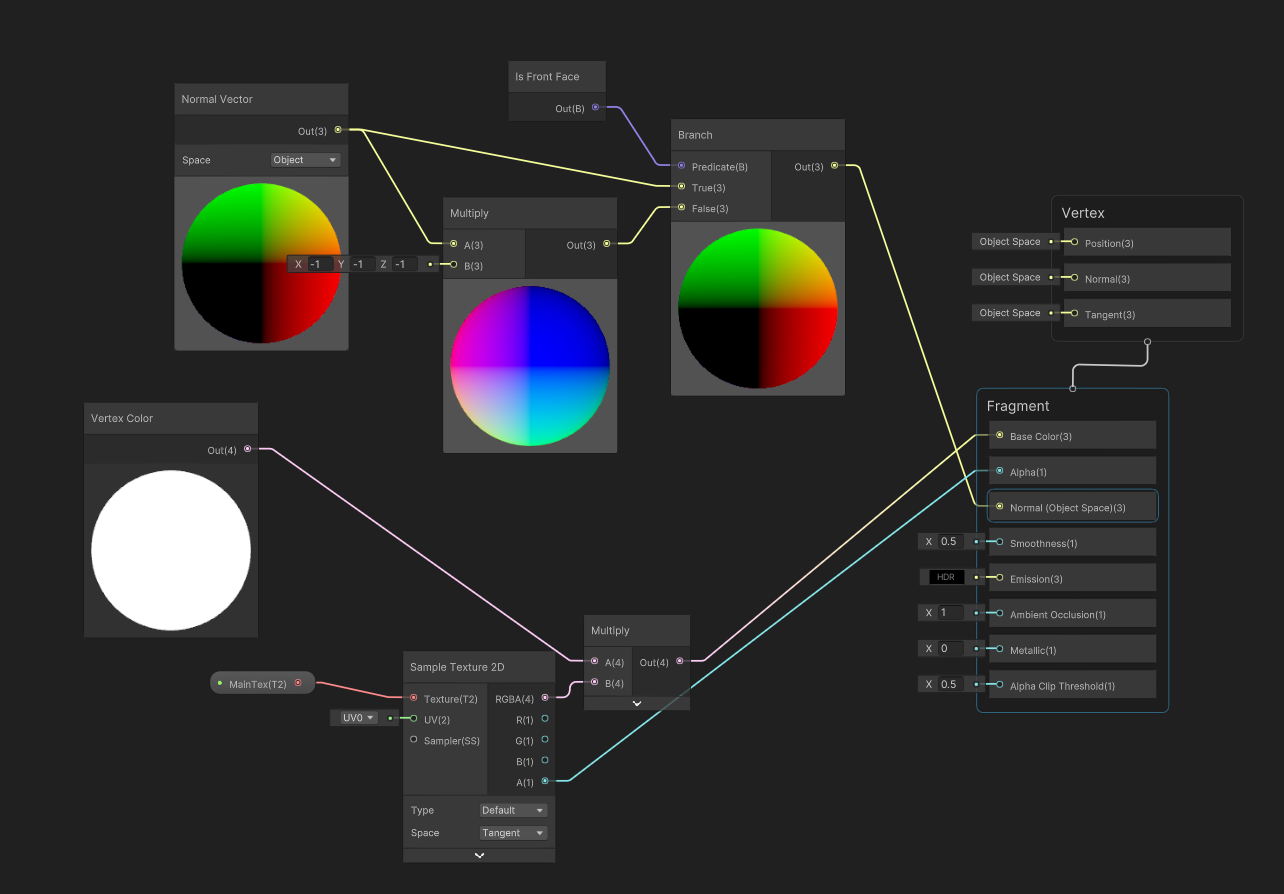 Is Front Face
Out(B)
Normal Vector
Out(3)
Space
Object
Branch
Predicate(B)
Out(3)
True(3)
False(3)
Multiply
A(3)
Out(3)
B(3)
X -1 Y -1 Z -1
Vertex
Object Space
Position(3)
Object Space
Normal(3)
Object Space
Tangent(3)
Vertex Color
Out(4)
Fragment
Base Color(3)
Alpha(1)
Normal (Object Space)(3)
X 0.5
Smoothness(1)
HDR
Emission(3)
X 1
Ambient Occlusion(1)
X 0
Metallic(1)
X 0.5
Alpha Clip Threshold(1)
Multiply
A(4)
Out(4)
B(4)
MainTex(T2)
UV0
Sample Texture 2D
Texture(T2)
RGBA(4)
UV(2)
R(1)
Sampler(SS)
G(1)
B(1)
A(1)
Type
Default
Space
Tangent